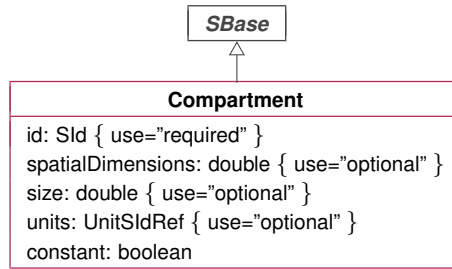 SBase
Compartment
id: SId { use=”required” }
spatialDimensions: double { use=”optional” }
size: double { use=”optional” }
units: UnitSIdRef { use=”optional” }
constant: boolean